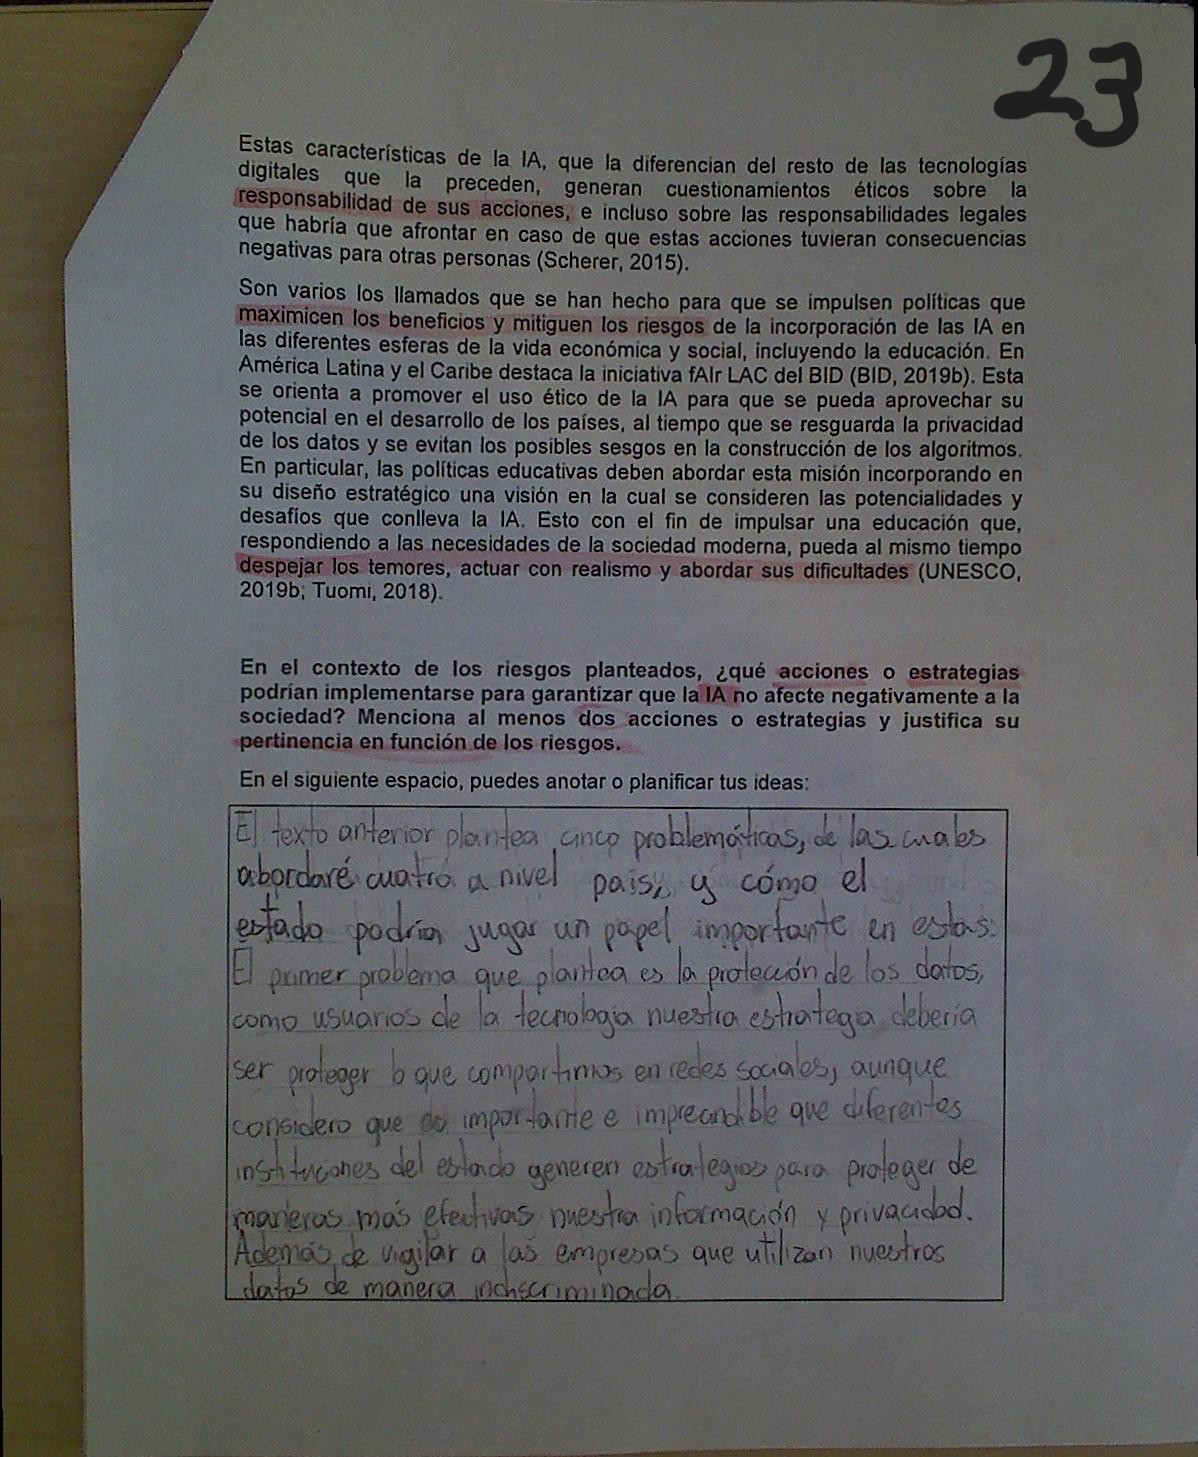 23
Estas características de la IA, que la diferencian del resto de las tecnologías
digitales que la preceden, generan cuestionamientos éticos sobre la
responsabilidad de sus acciones, e incluso sobre las responsabilidades legales
que habría que afrontar en caso de que estas acciones tuvieran consecuencias
negativas para otras personas (Scherer, 2015).
Son varios los llamados que se han hecho para que se impulsen políticas que
maximicen los beneficios y mitiguen los riesgos de la incorporación de las IA en
las diferentes esferas de la vida económica y social, incluyendo la educación. En
América Latina y el Caribe destaca la iniciativa fAIr LAC del BID (BID, 2019b). Esta
se orienta a promover el uso ético de la IA para que se pueda aprovechar su
potencial en el desarrollo de los países, al tiempo que se resguarda la privacidad
de los datos y se evitan los posibles sesgos en la construcción de los algoritmos.
En particular, las políticas educativas deben abordar esta misión incorporando en
su diseño estratégico una visión en la cual se consideren las potencialidades y
desafíos que conlleva la IA. Esto con el fin de impulsar una educación que,
respondiendo a las necesidades de la sociedad moderna, pueda al mismo tiempo
despejar los temores, actuar con realismo y abordar sus dificultades (UNESCO,
2019b; Tuomi, 2018).
En el contexto de los riesgos planteados, ¿qué acciones o estrategias
podrían implementarse para garantizar que la IA no afecte negativamente a la
sociedad? Menciona al menos dos acciones o estrategias y justifica su
pertinencia en función de los riesgos.
En el siguiente espacio, puedes anotar o planificar tus ideas:
El texto anterior plantea cinco problemáticas, de las cuales
abordaré cuatro a nivel país, y cómo el
estado podría jugar un papel importante en estas:
El primer problema que plantea es la protección de los datos,
como usuarios de la tecnología nuestra estrategia debería
ser proteger lo que compartimos en redes sociales, aunque
considero que es importante e imprecindible que diferentes
instituciones del estado generen estrategias para proteger de
maneras más efectivas nuestra información y privacidad.
Además de vigilar a las empresas que utilizan nuestros
datos de manera indiscriminada.